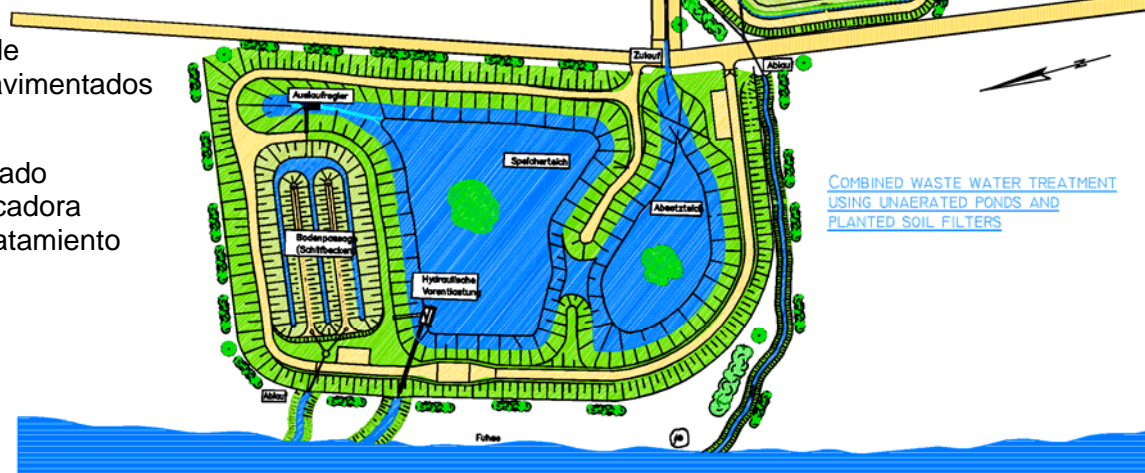 de
avimentados
ado
cadora
atamiento
Zulauf
Ablauf
N
Auslaufregler
Speicherteich
Absetzteich
COMBINED WASTE WATER TREATMENT
USING UNAERATED PONDS AND
PLANTED SOIL FILTERS
Bodenpassage
(Schilfbecken)
Hydraulische
Vorentlastung
Ablauf
Fuhse